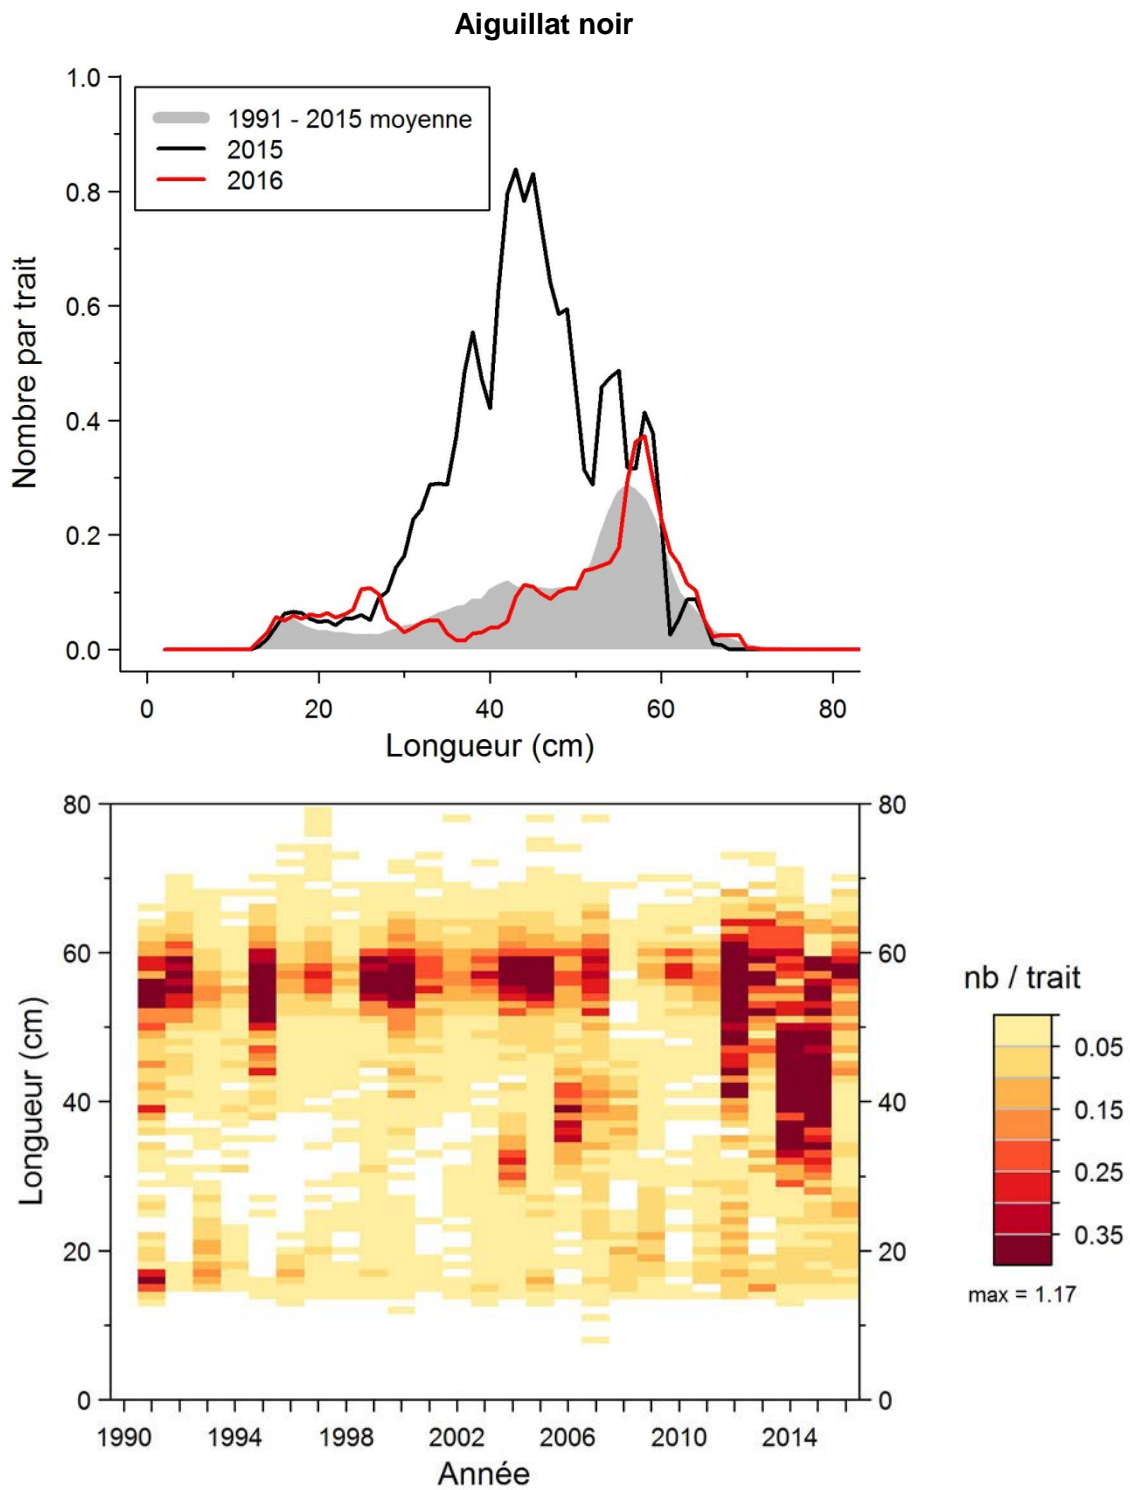 Aiguillat noir
1.0
0.8
0.6
0.4
0.2
0.0
Nombre par trait
1991 - 2015 moyenne
2015
2016
0 20 40 60 80
Longueur (cm)
80 80
60 60
40 40
20 20
0 0
Longueur (cm)
1990 1994 1998 2002 2006 2010 2014
Année
nb / trait
0.05
0.15
0.25
0.35
max = 1.17